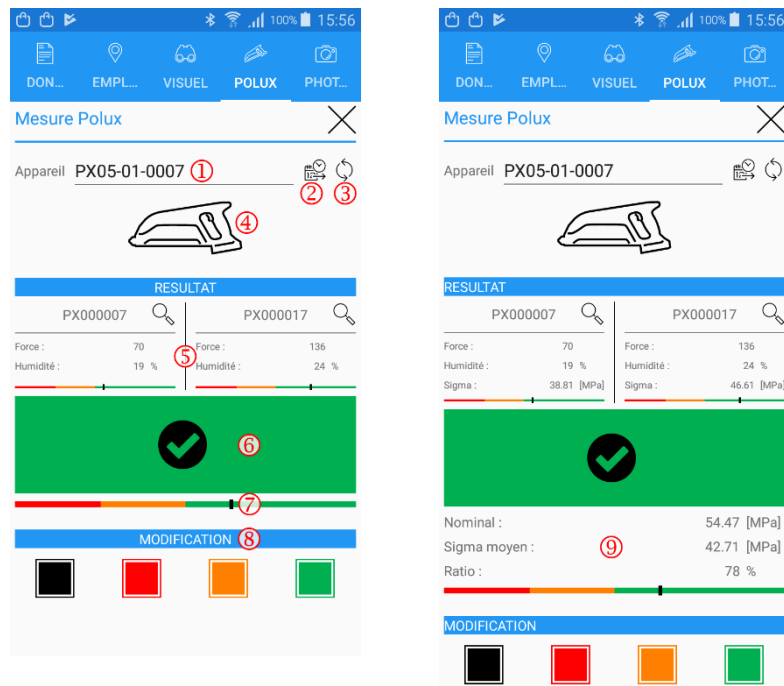 100% 15:56
DON... EMPL... VISUEL POLUX PHOT...
Mesure Polux
Appareil PX05-01-0007 ①
② ③
④
RESULTAT
PX000007 PX000017
Force : 70 Force : 136
⑤
Humidité : 19 % Humidité : 24 %
⑥
⑦
MODIFICATION ⑧
100% 15:56
DON... EMPL... VISUEL POLUX PHOT...
Mesure Polux
Appareil PX05-01-0007
RESULTAT
PX000007 PX000017
Force : 70 Force : 136
Humidité : 19 % Humidité : 24 %
Sigma : 38.81 [MPa] Sigma : 46.61 [MPa]
Nominal : 54.47 [MPa]
Sigma moyen : ⑨ 42.71 [MPa]
Ratio : 78 %
MODIFICATION